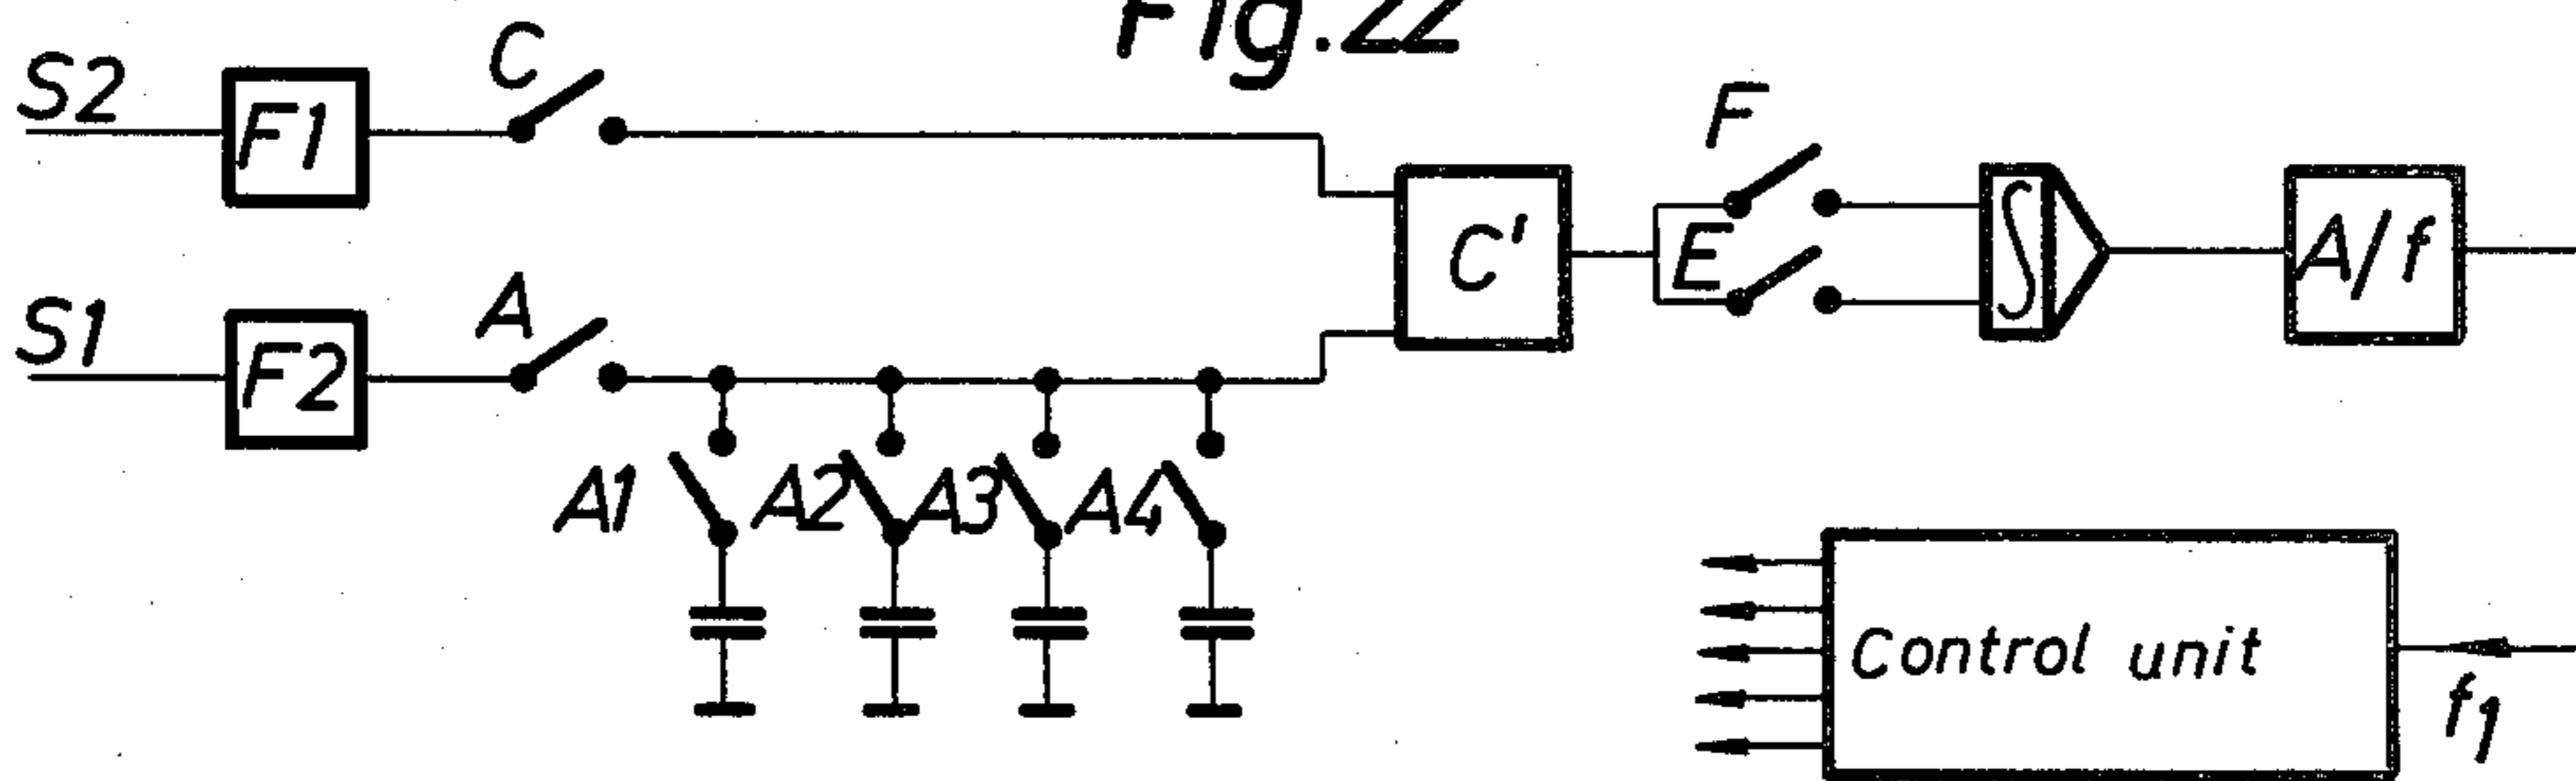 Fig.22
S2
F1
C
F
C'
E
∫
A/f
S1
F2
A
A1
A2
A3
A4
Control unit
f1